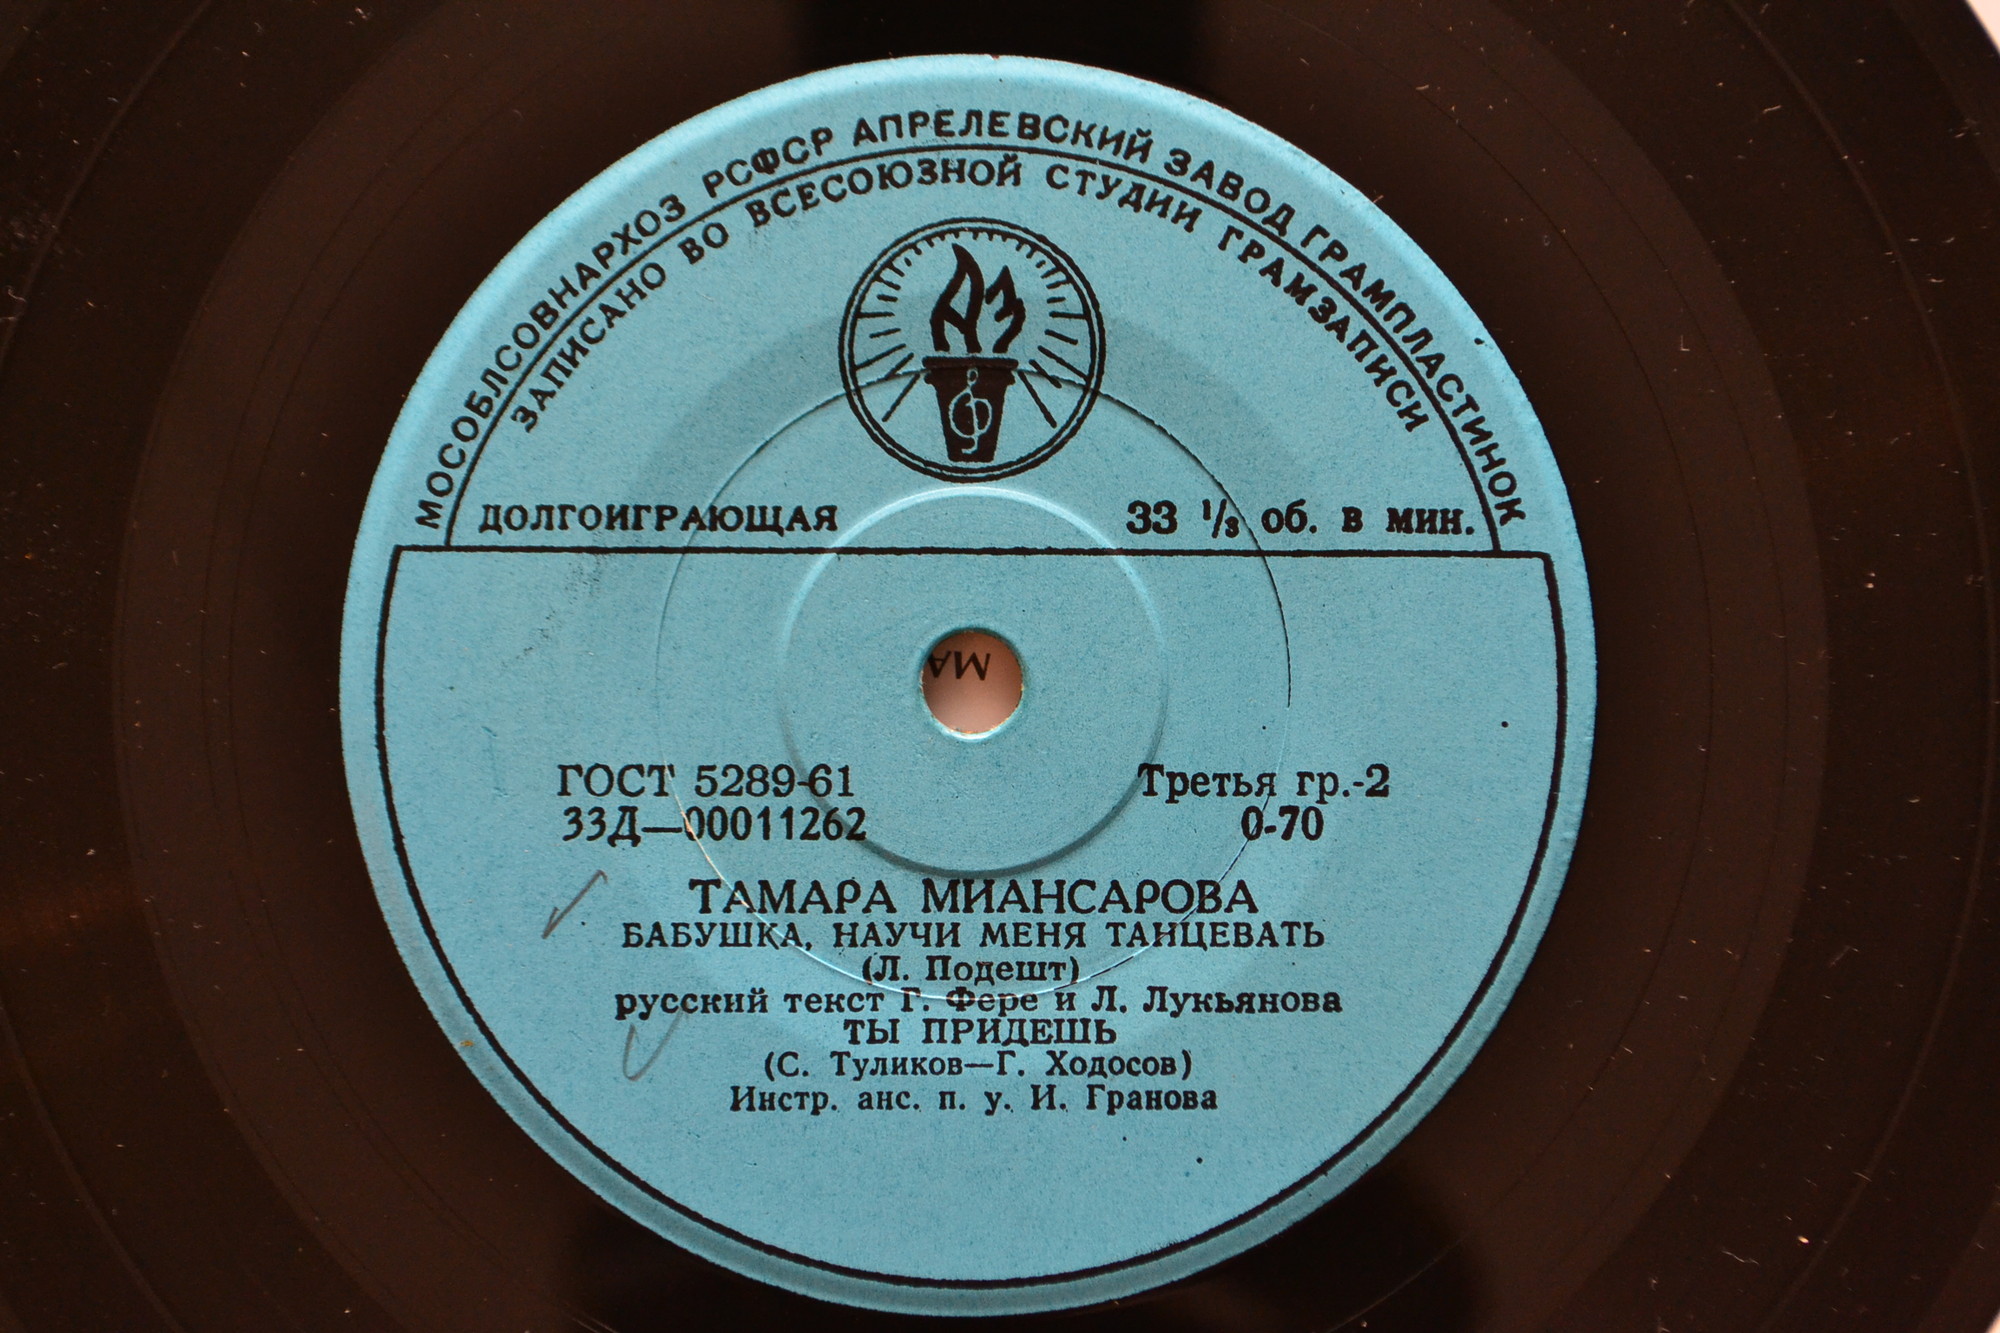 МОСОБЛСОВНАРХОЗ РСФСР АПРЕЛЕВСКИЙ ЗАВОД ГРАМПЛАСТИНОК
ЗАПИСАНО ВО ВСЕСОЮЗНОЙ СТУДИИ ГРАМЗАПИСИ
АЗ
ДОЛГОИГРАЮЩАЯ 33 1/3 об. в мин.
МА
ГОСТ 5289-61 Третья гр.-2
33Д—00011262 0-70
ТАМАРА МИАНСАРОВА
БАБУШКА, НАУЧИ МЕНЯ ТАНЦЕВАТЬ
(Л. Подешт)
русский текст Г. Фере и Л. Лукьянова
ТЫ ПРИДЕШЬ
(С. Туликов—Г. Ходосов)
Инстр. анс. п. у. И. Гранова